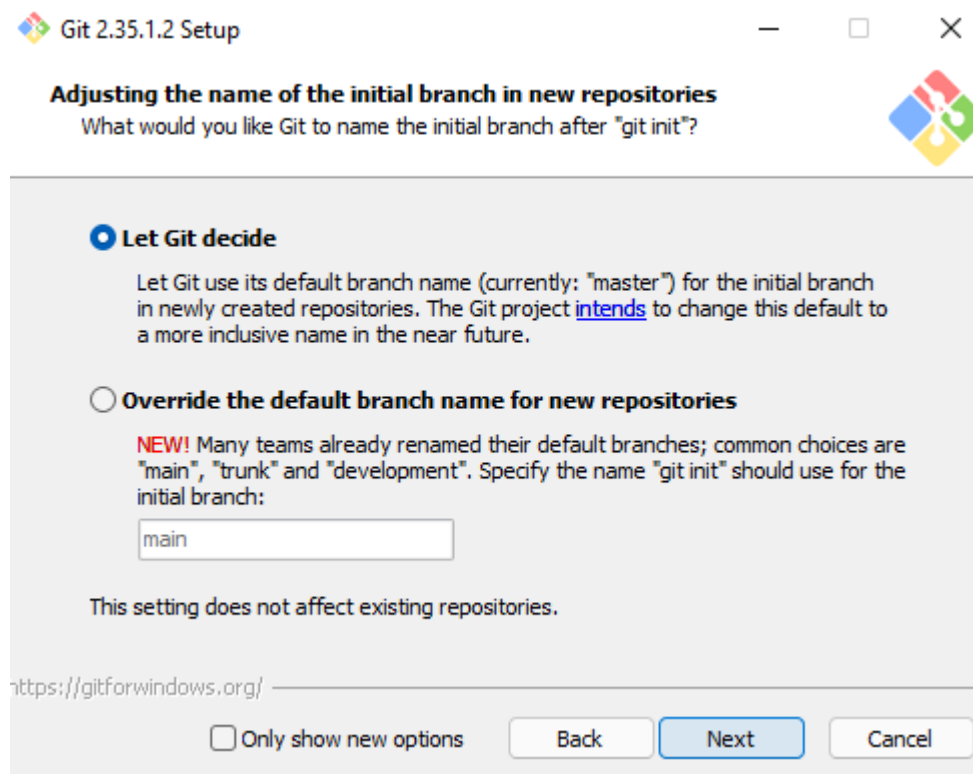 Git 2.35.1.2 Setup
Adjusting the name of the initial branch in new repositories
What would you like Git to name the initial branch after "git init"?
Let Git decide
Let Git use its default branch name (currently: "master") for the initial branch
in newly created repositories. The Git project intends to change this default to
a more inclusive name in the near future.
Override the default branch name for new repositories
NEW! Many teams already renamed their default branches; common choices are
"main", "trunk" and "development". Specify the name "git init" should use for the
initial branch:
main
This setting does not affect existing repositories.
https://gitforwindows.org/
Only show new options Back Next Cancel